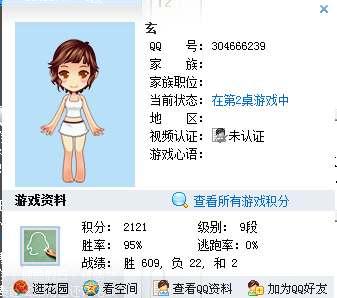 玄
QQ 号: 304666239
家 族:
家族职位:
当前状态: 在第2桌游戏中
地 区:
视频认证: 未认证
游戏心语:
游戏资料 查看所有游戏积分
积分: 2121 级别: 9段
胜率: 95% 逃跑率: 0%
战绩: 胜 609, 负 22, 和 2
逛花园 看空间 查看QQ资料 加为QQ好友